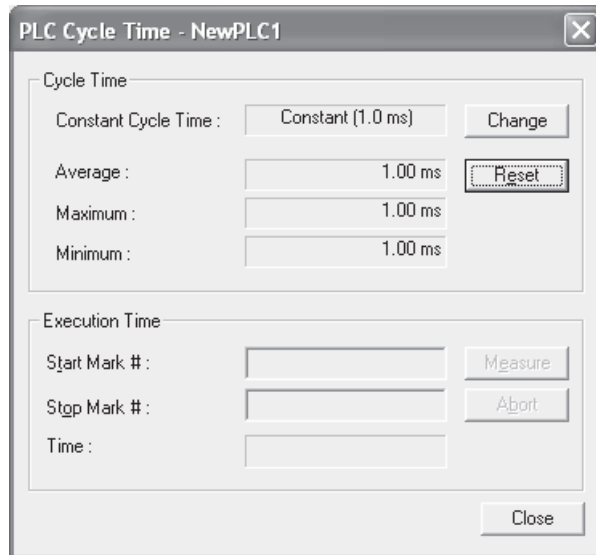 PLC Cycle Time - NewPLC1
Cycle Time
Constant Cycle Time : Constant (1.0 ms) Change
Average : 1.00 ms Reset
Maximum : 1.00 ms
Minimum : 1.00 ms
Execution Time
Start Mark # : Measure
Stop Mark # : Abort
Time :
Close